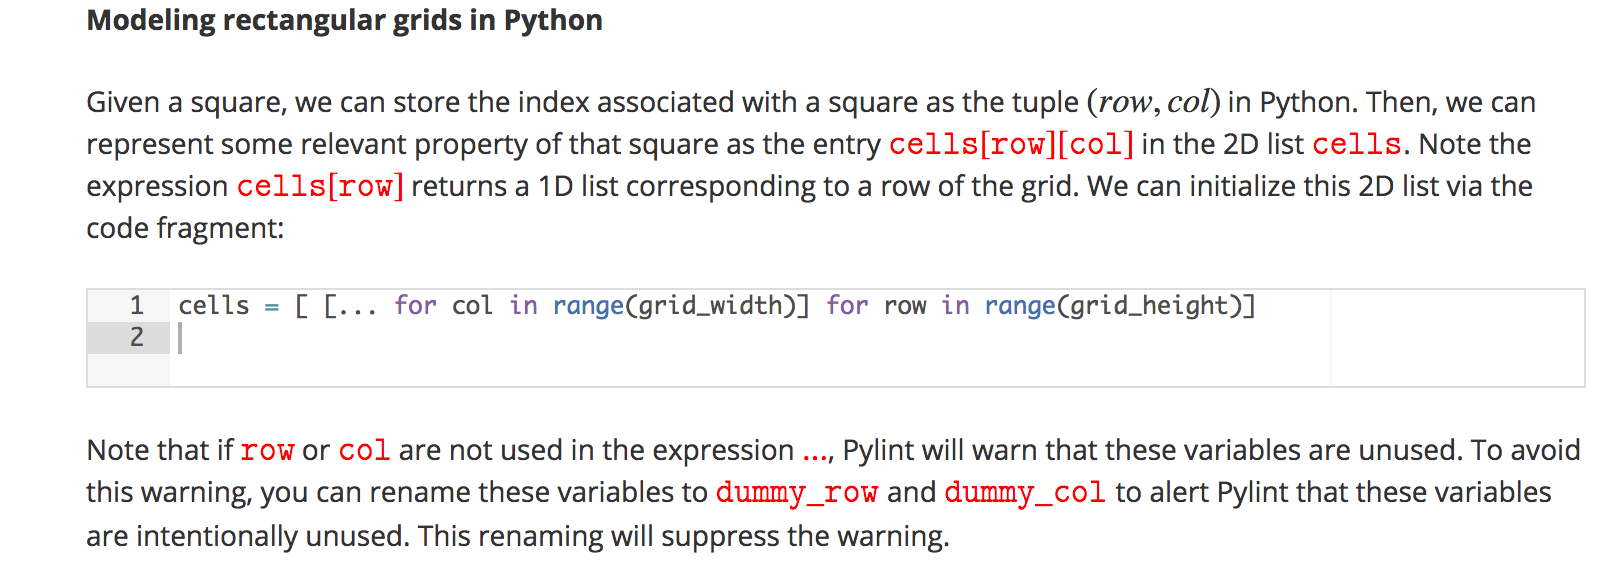 Modeling rectangular grids in Python
Given a square, we can store the index associated with a square as the tuple (row, col) in Python. Then, we can
represent some relevant property of that square as the entry cells[row][col] in the 2D list cells. Note the
expression cells[row] returns a 1D list corresponding to a row of the grid. We can initialize this 2D list via the
code fragment:
1 cells = [ [... for col in range(grid_width)] for row in range(grid_height)]
2
Note that if row or col are not used in the expression ..., Pylint will warn that these variables are unused. To avoid
this warning, you can rename these variables to dummy_row and dummy_col to alert Pylint that these variables
are intentionally unused. This renaming will suppress the warning.